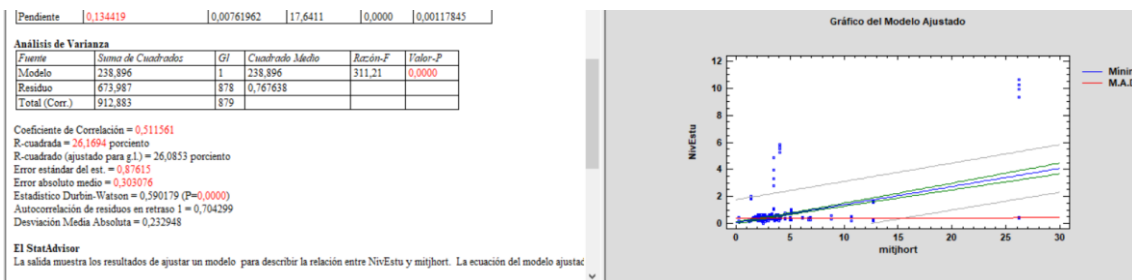 Pendiente 0,134419 0,00761962 17,6411 0,0000 0,00117845
Análisis de Varianza
Fuente Suma de Cuadrados Gl Cuadrado Medio Razón-F Valor-P
Modelo 238,896 1 238,896 311,21 0,0000
Residuo 673,987 878 0,767638
Total (Corr.) 912,883 879
Coeficiente de Correlación = 0,511561
R-cuadrada = 26,1694 porciento
R-cuadrado (ajustado para g.l.) = 26,0853 porciento
Error estándar del est. = 0,87615
Error absoluto medio = 0,303076
Estadístico Durbin-Watson = 0,590179 (P=0,0000)
Autocorrelación de residuos en retraso 1 = 0,704299
Desviación Media Absoluta = 0,232948
El StatAdvisor
La salida muestra los resultados de ajustar un modelo para describir la relación entre NivEstu y mitjhort. La ecuación del modelo ajustad
Gráfico del Modelo Ajustado
12
10
8
6
4
2
0
NivEstu
0 5 10 15 20 25 30
mitjhort
M.A.